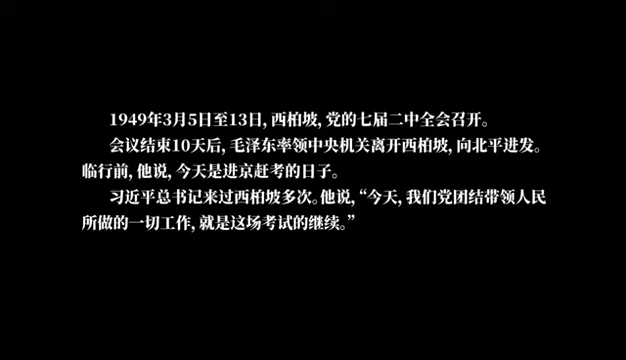 1949年3月5日至13日, 西柏坡, 党的七届二中全会召开。
会议结束10天后, 毛泽东率领中央机关离开西柏坡, 向北平进发。
临行前, 他说, 今天是进京赶考的日子。
习近平总书记来过西柏坡多次。他说, “今天, 我们党团结带领人民
所做的一切工作, 就是这场考试的继续。”